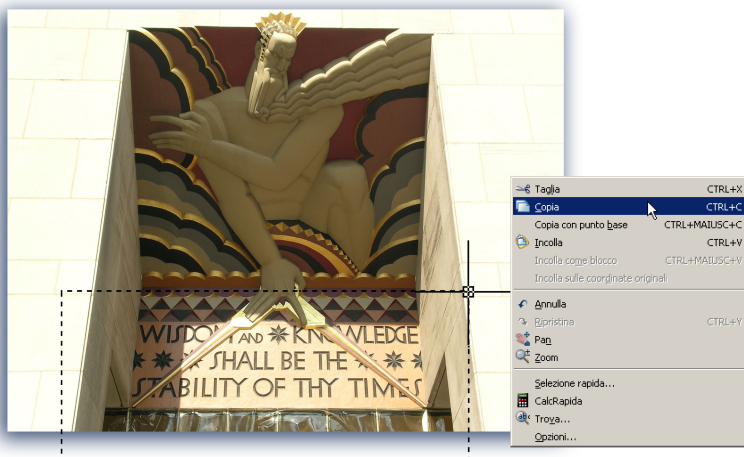 WISDOM AND KNOWLEDGE
SHALL BE THE
STABILITY OF THY TIMES
Taglia CTRL+X
Copia CTRL+C
Copia con punto base CTRL+MAIUSC+C
Incolla CTRL+V
Incolla come blocco CTRL+MAIUSC+V
Incolla sulle coordinate originali
Annulla
Ripristina CTRL+Y
Pan
Zoom
Selezione rapida...
CalcRapida
Trova...
Opzioni...